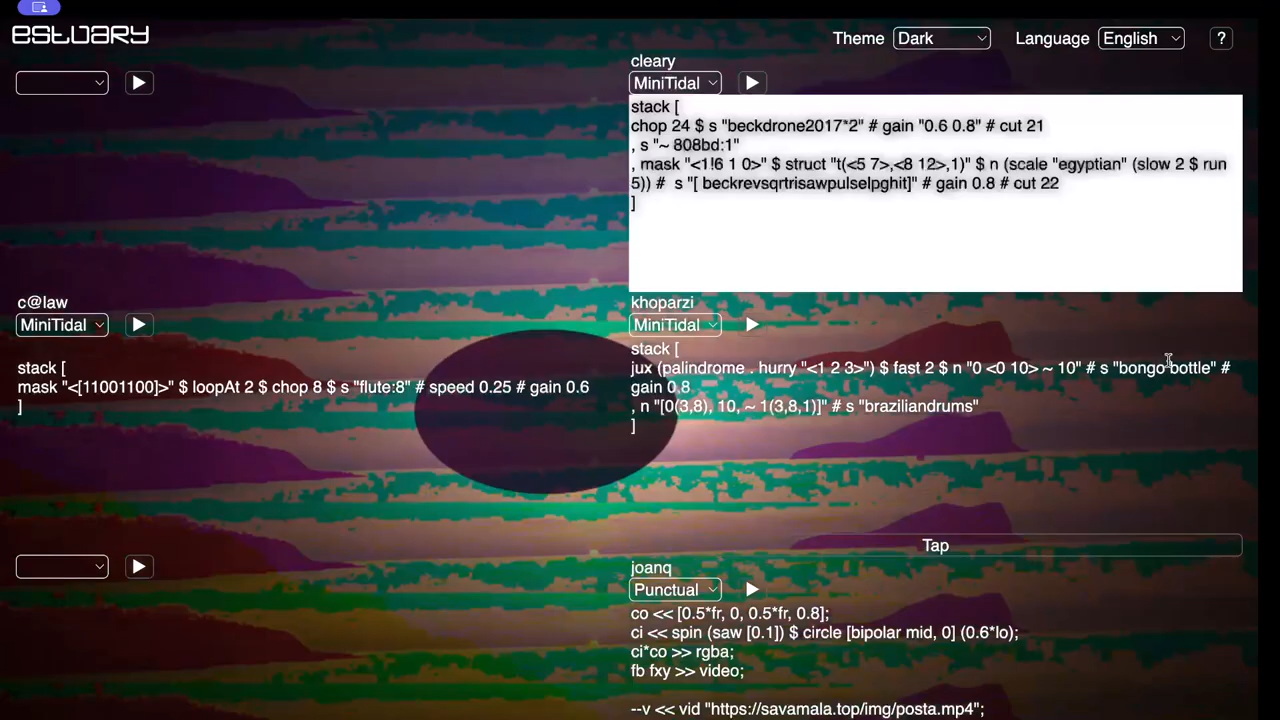 estuary
Theme Dark Language English ?
cleary
MiniTidal
stack [
chop 24 $ s "beckdrone2017*2" # gain "0.6 0.8" # cut 21
, s "~ 808bd:1"
, mask "<1!6 1 0>" $ struct "t(<5 7>,<8 12>,1)" $ n (scale "egyptian" (slow 2 $ run
5)) # s "[ beckrevsqrtrisawpulselpghit]" # gain 0.8 # cut 22
]
c@law
MiniTidal
stack [
mask "<[11001100]>" $ loopAt 2 $ chop 8 $ s "flute:8" # speed 0.25 # gain 0.6
]
khoparzi
MiniTidal
stack [
jux (palindrome . hurry "<1 2 3>") $ fast 2 $ n "0 <0 10> ~ 10" # s "bongo bottle" #
gain 0.8
, n "[0(3,8), 10, ~ 1(3,8,1)]" # s "braziliandrums"
]
Tap
joanq
Punctual
co << [0.5*fr, 0, 0.5*fr, 0.8];
ci << spin (saw [0.1]) $ circle [bipolar mid, 0] (0.6*lo);
ci*co >> rgba;
fb fxy >> video;
--v << vid "https://savamala.top/img/posta.mp4";